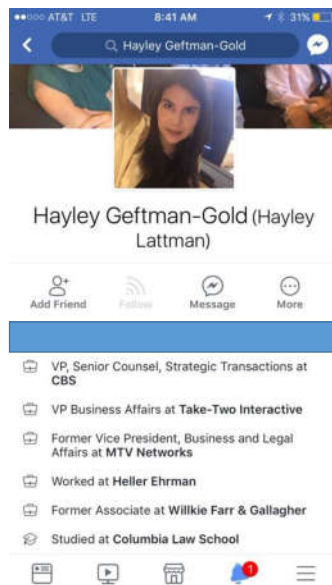 AT&T LTE 8:41 AM 31%
Hayley Geftman-Gold
Hayley Geftman-Gold (Hayley
Lattman)
Add Friend Follow Message More
VP, Senior Counsel, Strategic Transactions at
CBS
VP Business Affairs at Take-Two Interactive
Former Vice President, Business and Legal
Affairs at MTV Networks
Worked at Heller Ehrman
Former Associate at Willkie Farr & Gallagher
Studied at Columbia Law School
1